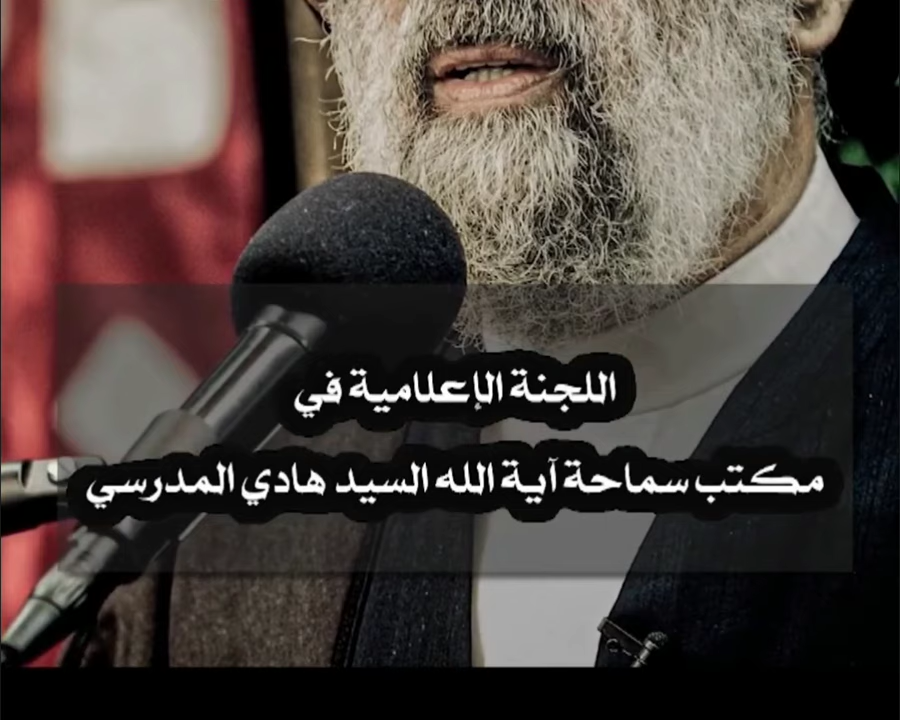 اللجنة الإعلامية في
مكتب سماحة آية الله السيد هادي المدرسي